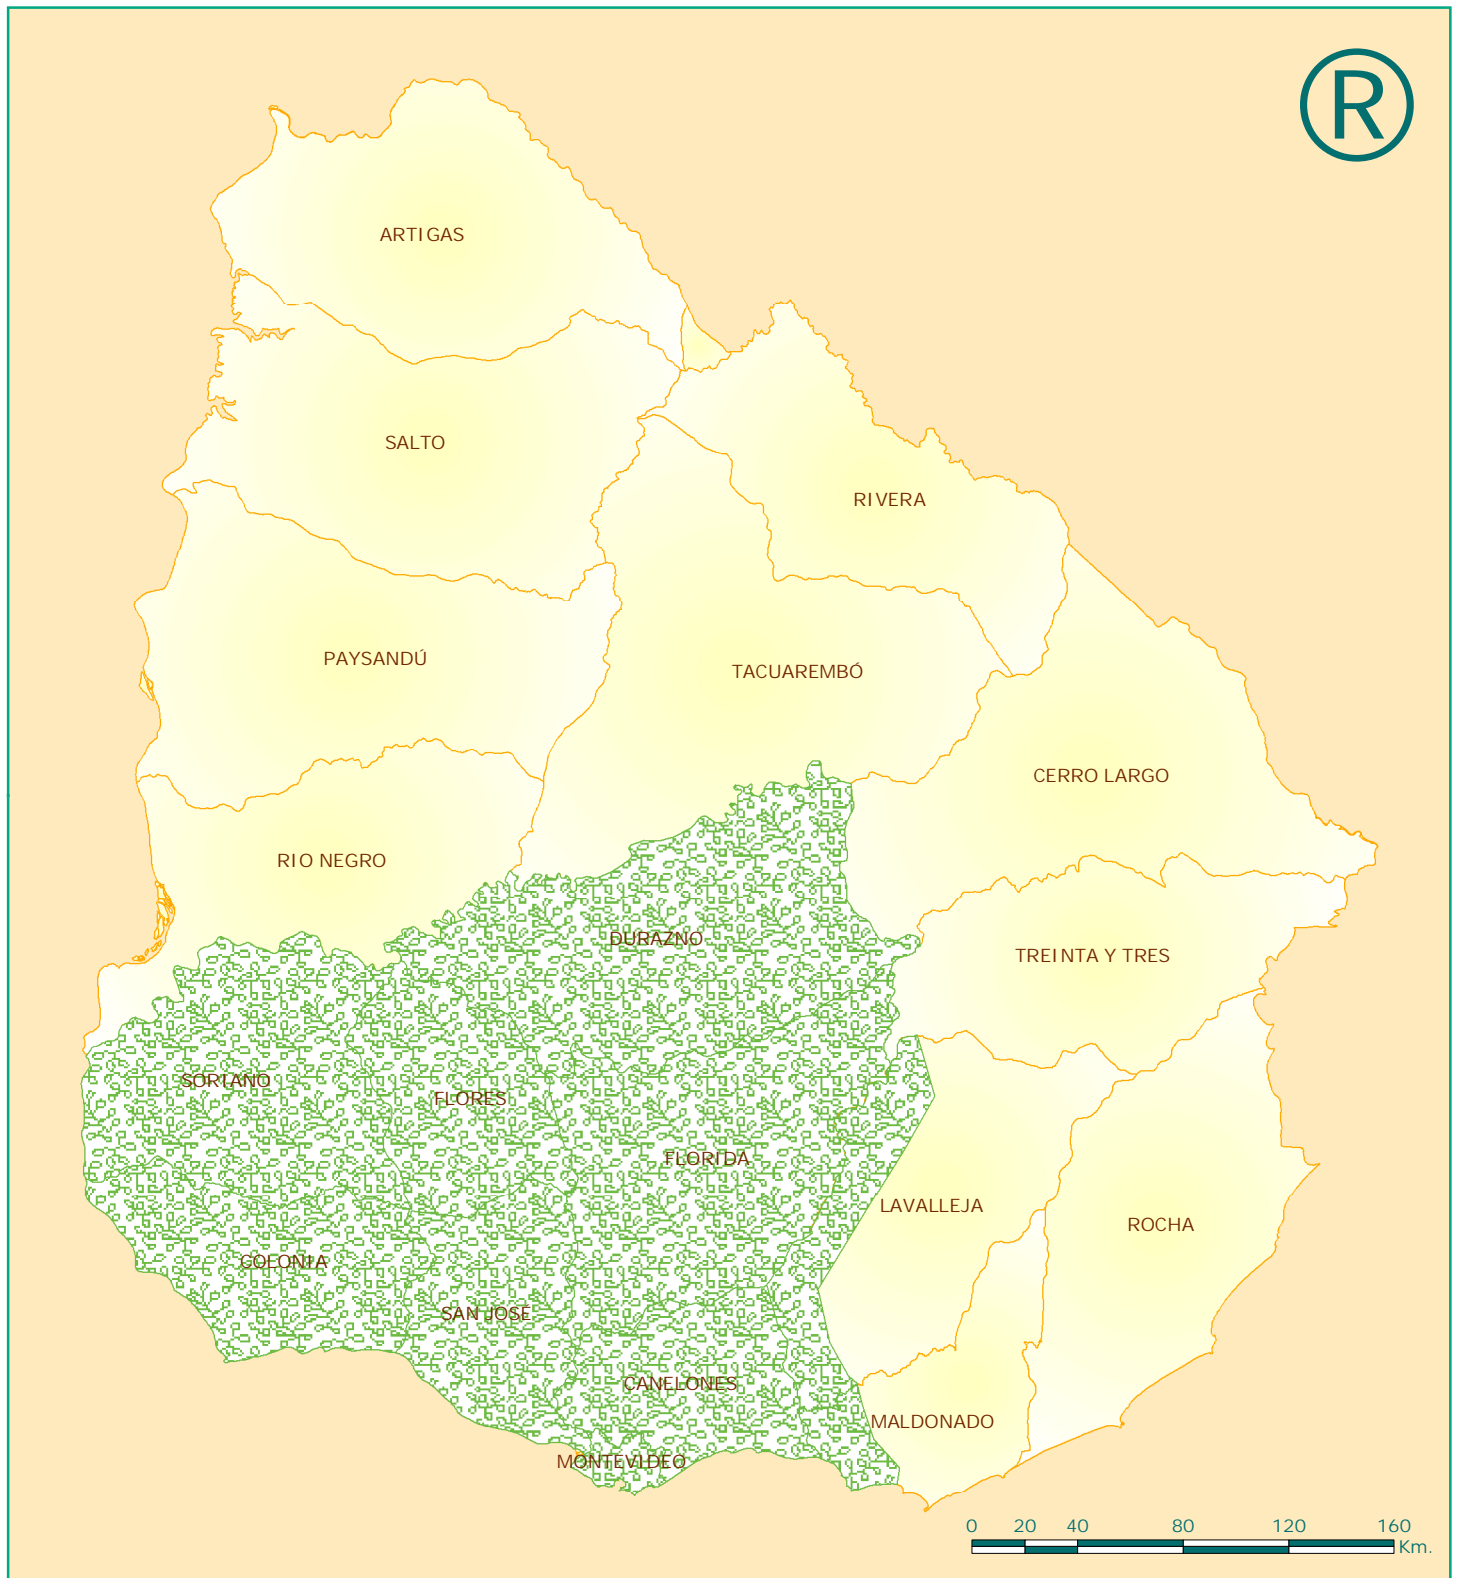 ®
ARTIGAS
SALTO
RIVERA
PAYSANDÚ
TACUAREMBÓ
CERRO LARGO
RIO NEGRO
DURAZNO
TREINTA Y TRES
SORIANO
FLORES
FLORIDA
LAVALLEJA
ROCHA
COLONIA
SAN JOSÉ
CANELONES
MALDONADO
MONTEVIDEO
0 20 40 80 120 160
Km.